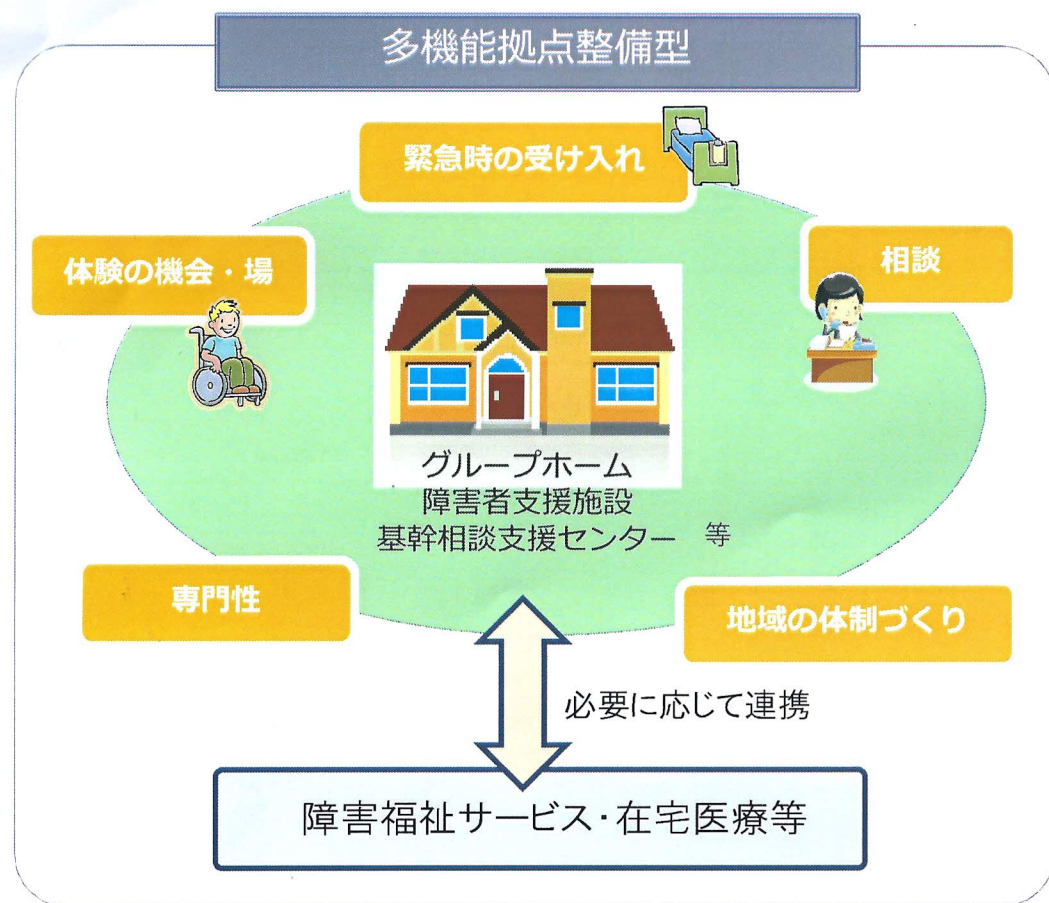 多機能拠点整備型
緊急時の受け入れ
体験の機会・場
相談
グループホーム
障害者支援施設
基幹相談支援センター 等
専門性
地域の体制づくり
必要に応じて連携
障害福祉サービス・在宅医療等